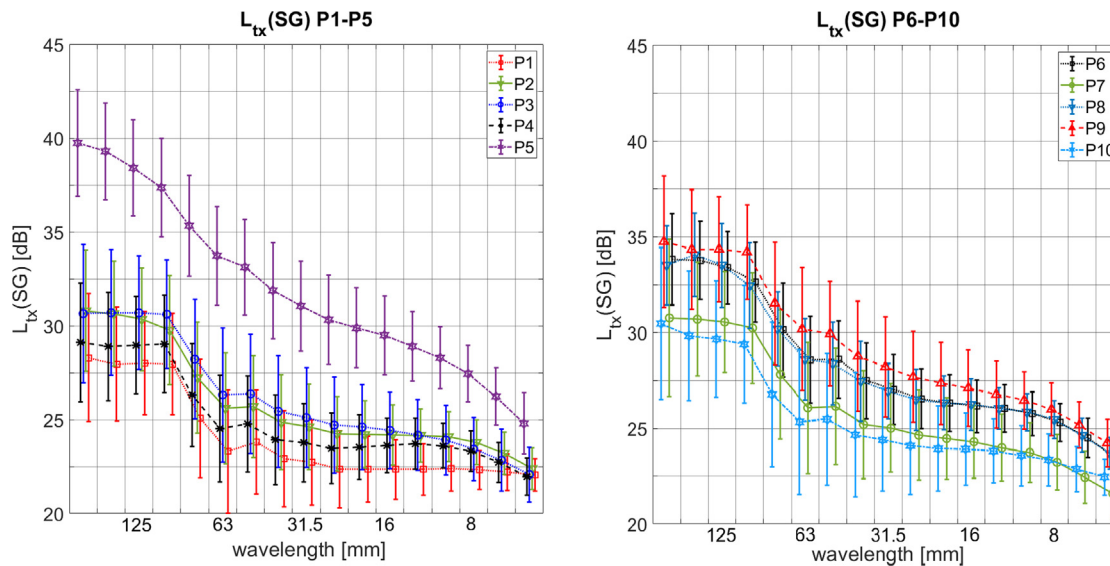 L_tx(SG) P1-P5
45
40
35
30
25
20
L_tx(SG) [dB]
125 63 31.5 16 8
wavelength [mm]
P1
P2
P3
P4
P5
L_tx(SG) P6-P10
45
40
35
30
25
20
L_tx(SG) [dB]
125 63 31.5 16 8
wavelength [mm]
P6
P7
P8
P9
P10